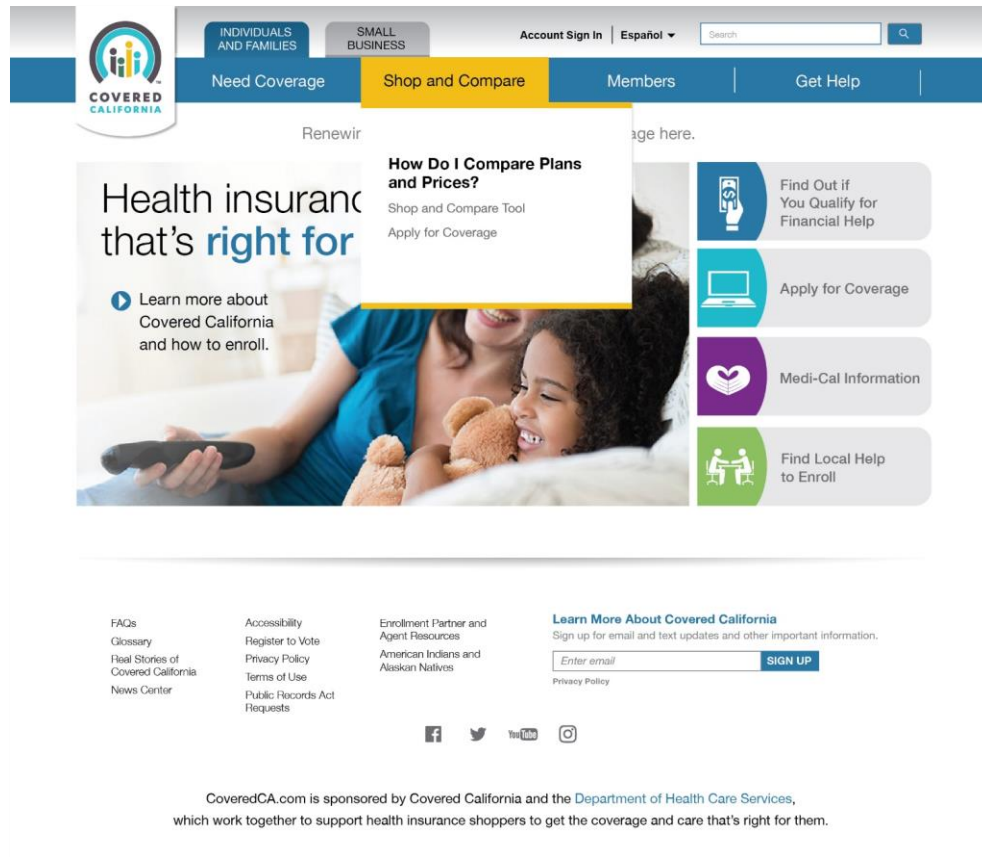 INDIVIDUALS
AND FAMILIES
SMALL
BUSINESS
Account Sign In | Español
Search
COVERED
CALIFORNIA
Need Coverage
Shop and Compare
Members
Get Help
Renewin
age here.
How Do I Compare Plans
and Prices?
Shop and Compare Tool
Apply for Coverage
Health insuranc
that's right for
Learn more about
Covered California
and how to enroll.
Find Out if
You Qualify for
Financial Help
Apply for Coverage
Medi-Cal Information
Find Local Help
to Enroll
FAQs
Glossary
Real Stories of
Covered California
News Center
Accessibility
Register to Vote
Privacy Policy
Terms of Use
Public Records Act
Requests
Enrollment Partner and
Agent Resources
American Indians and
Alaskan Natives
Learn More About Covered California
Sign up for email and text updates and other important information.
Enter email
SIGN UP
Privacy Policy
You Tube
CoveredCA.com is sponsored by Covered California and the Department of Health Care Services,
which work together to support health insurance shoppers to get the coverage and care that's right for them.